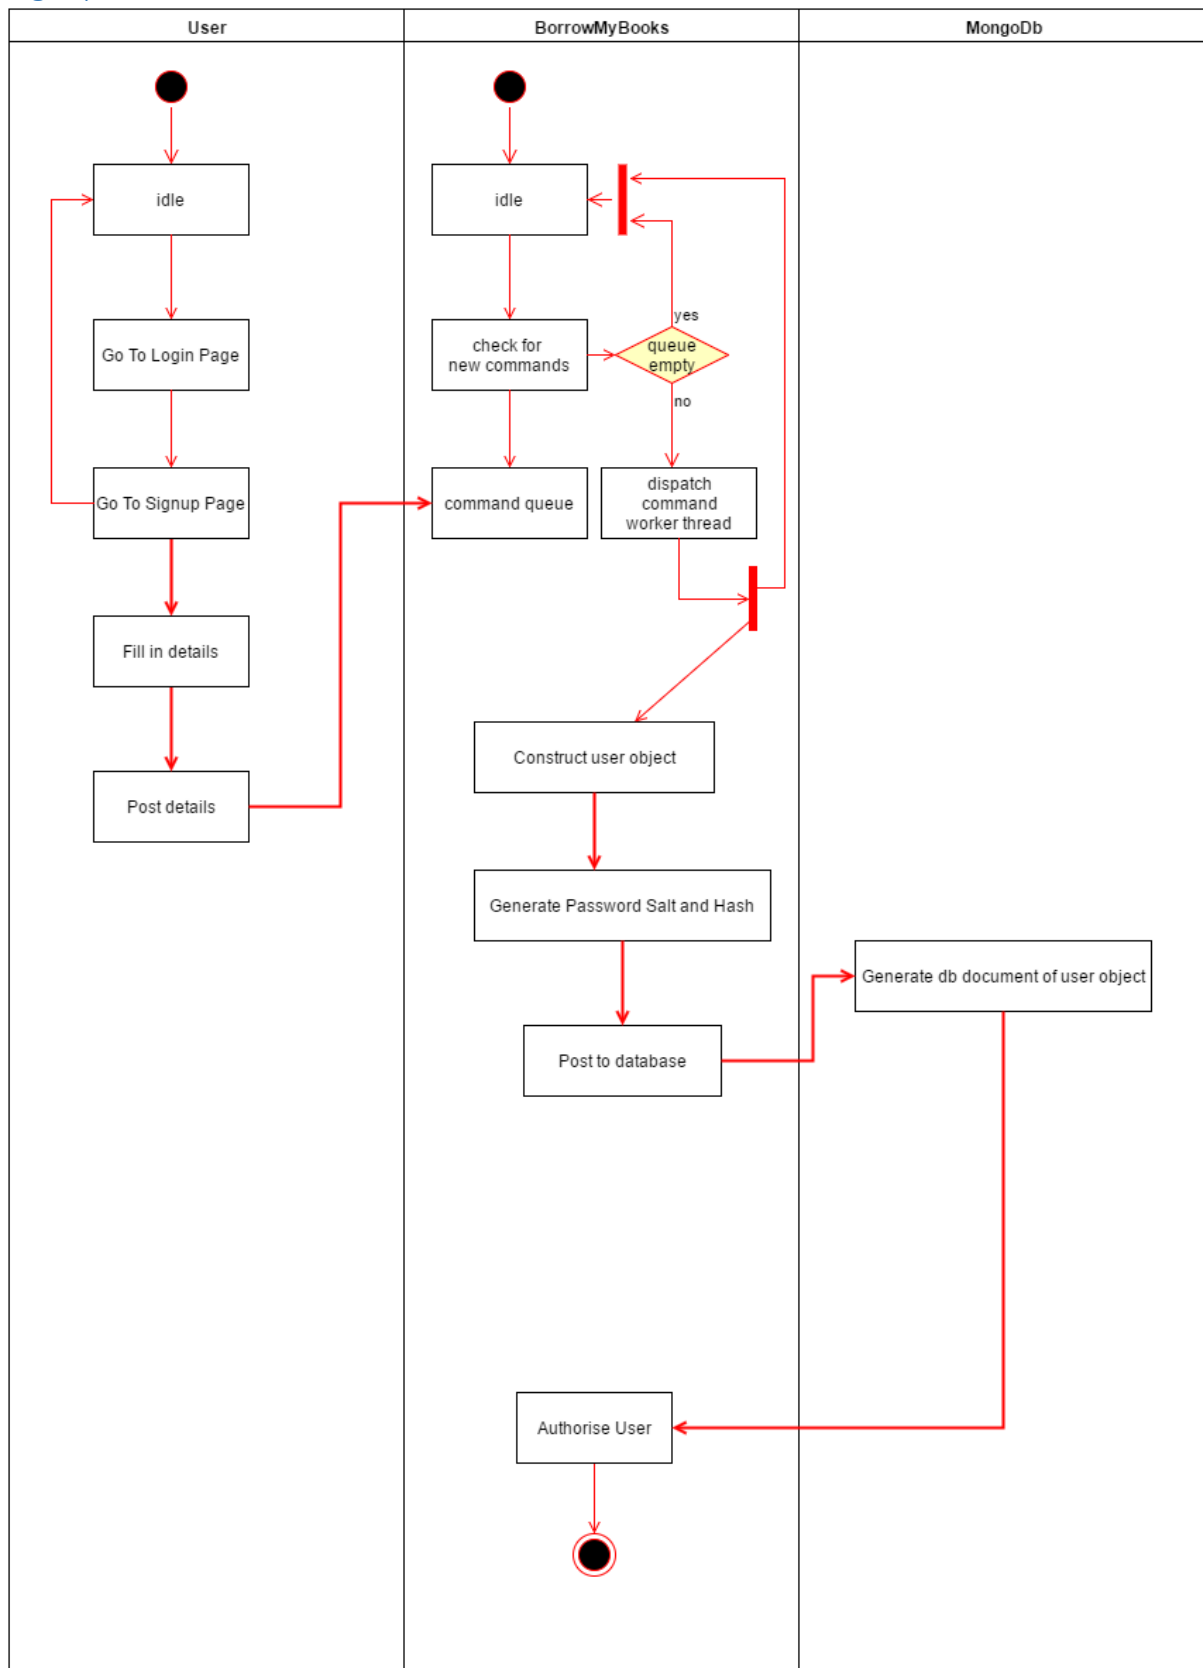 User
BorrowMyBooks
MongoDb
idle
idle
yes
Go To Login Page
check for
new commands
queue
empty
no
Go To Signup Page
command queue
dispatch
command
worker thread
Fill in details
Construct user object
Post details
Generate Password Salt and Hash
Generate db document of user object
Post to database
Authorise User